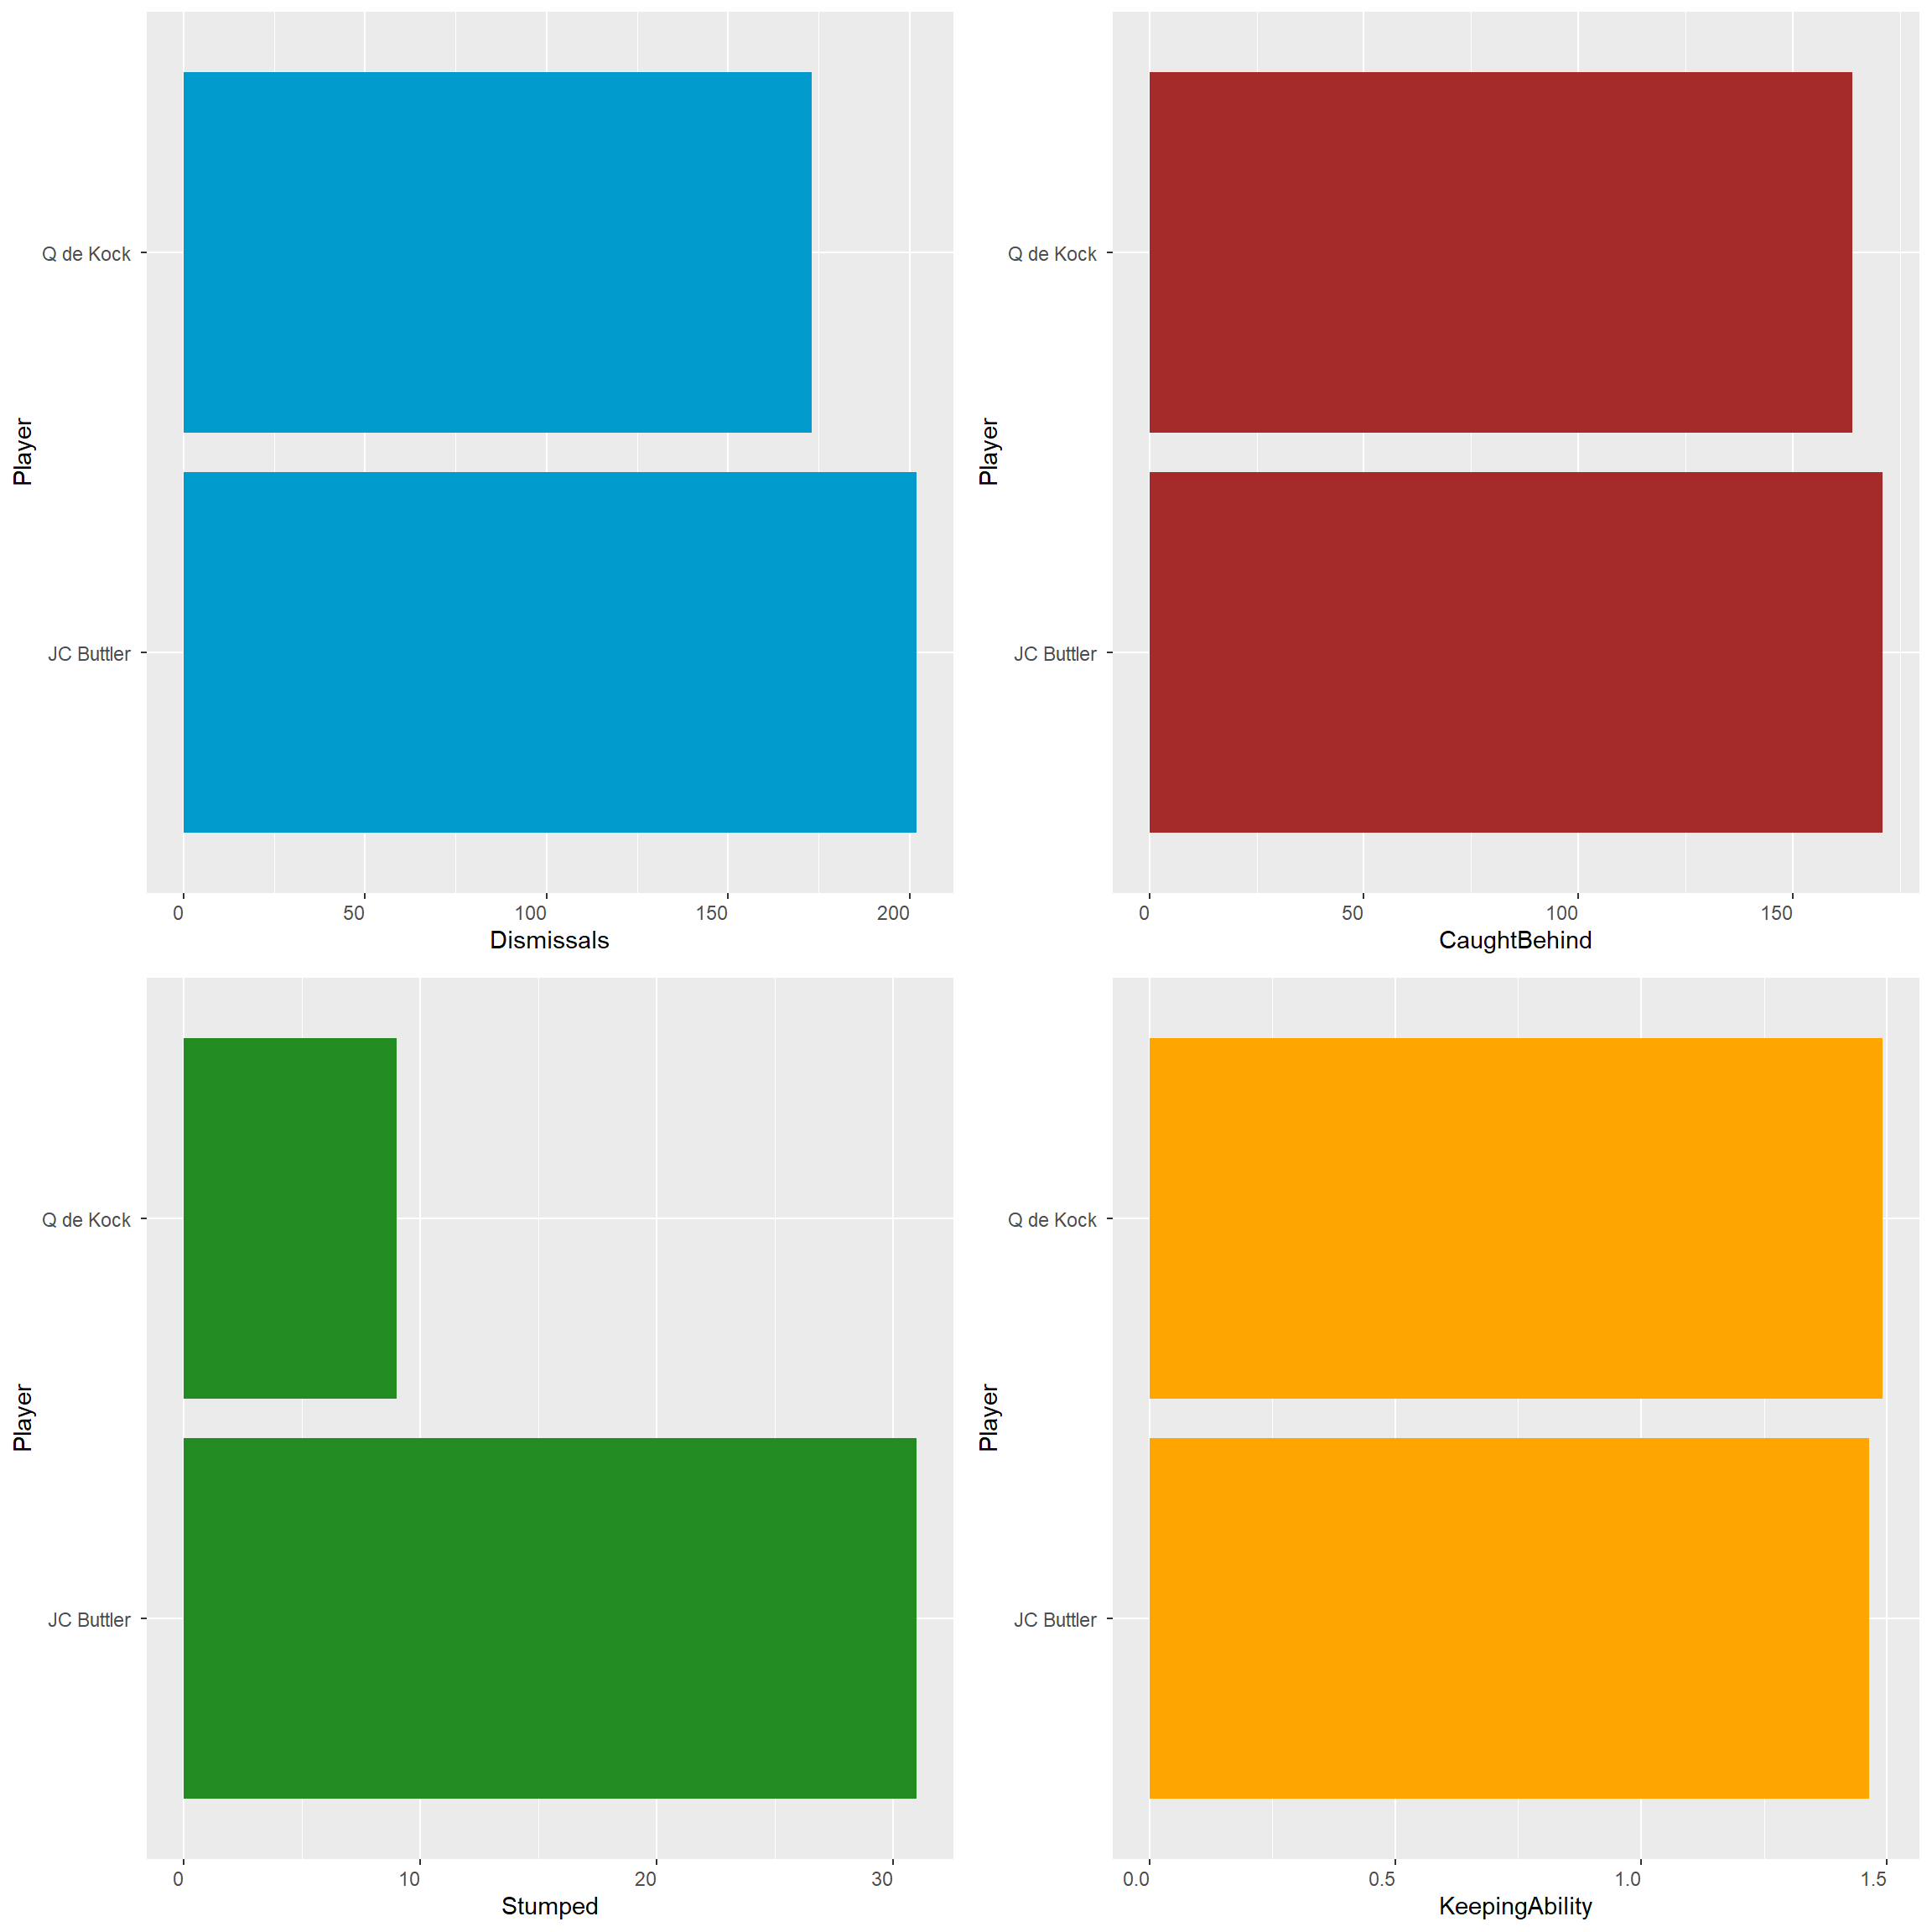 Player
Q de Kock
JC Buttler
0 50 100 150 200
Dismissals
Player
Q de Kock
JC Buttler
0 50 100 150
CaughtBehind
Player
Q de Kock
JC Buttler
0 10 20 30
Stumped
Player
Q de Kock
JC Buttler
0.0 0.5 1.0 1.5
KeepingAbility